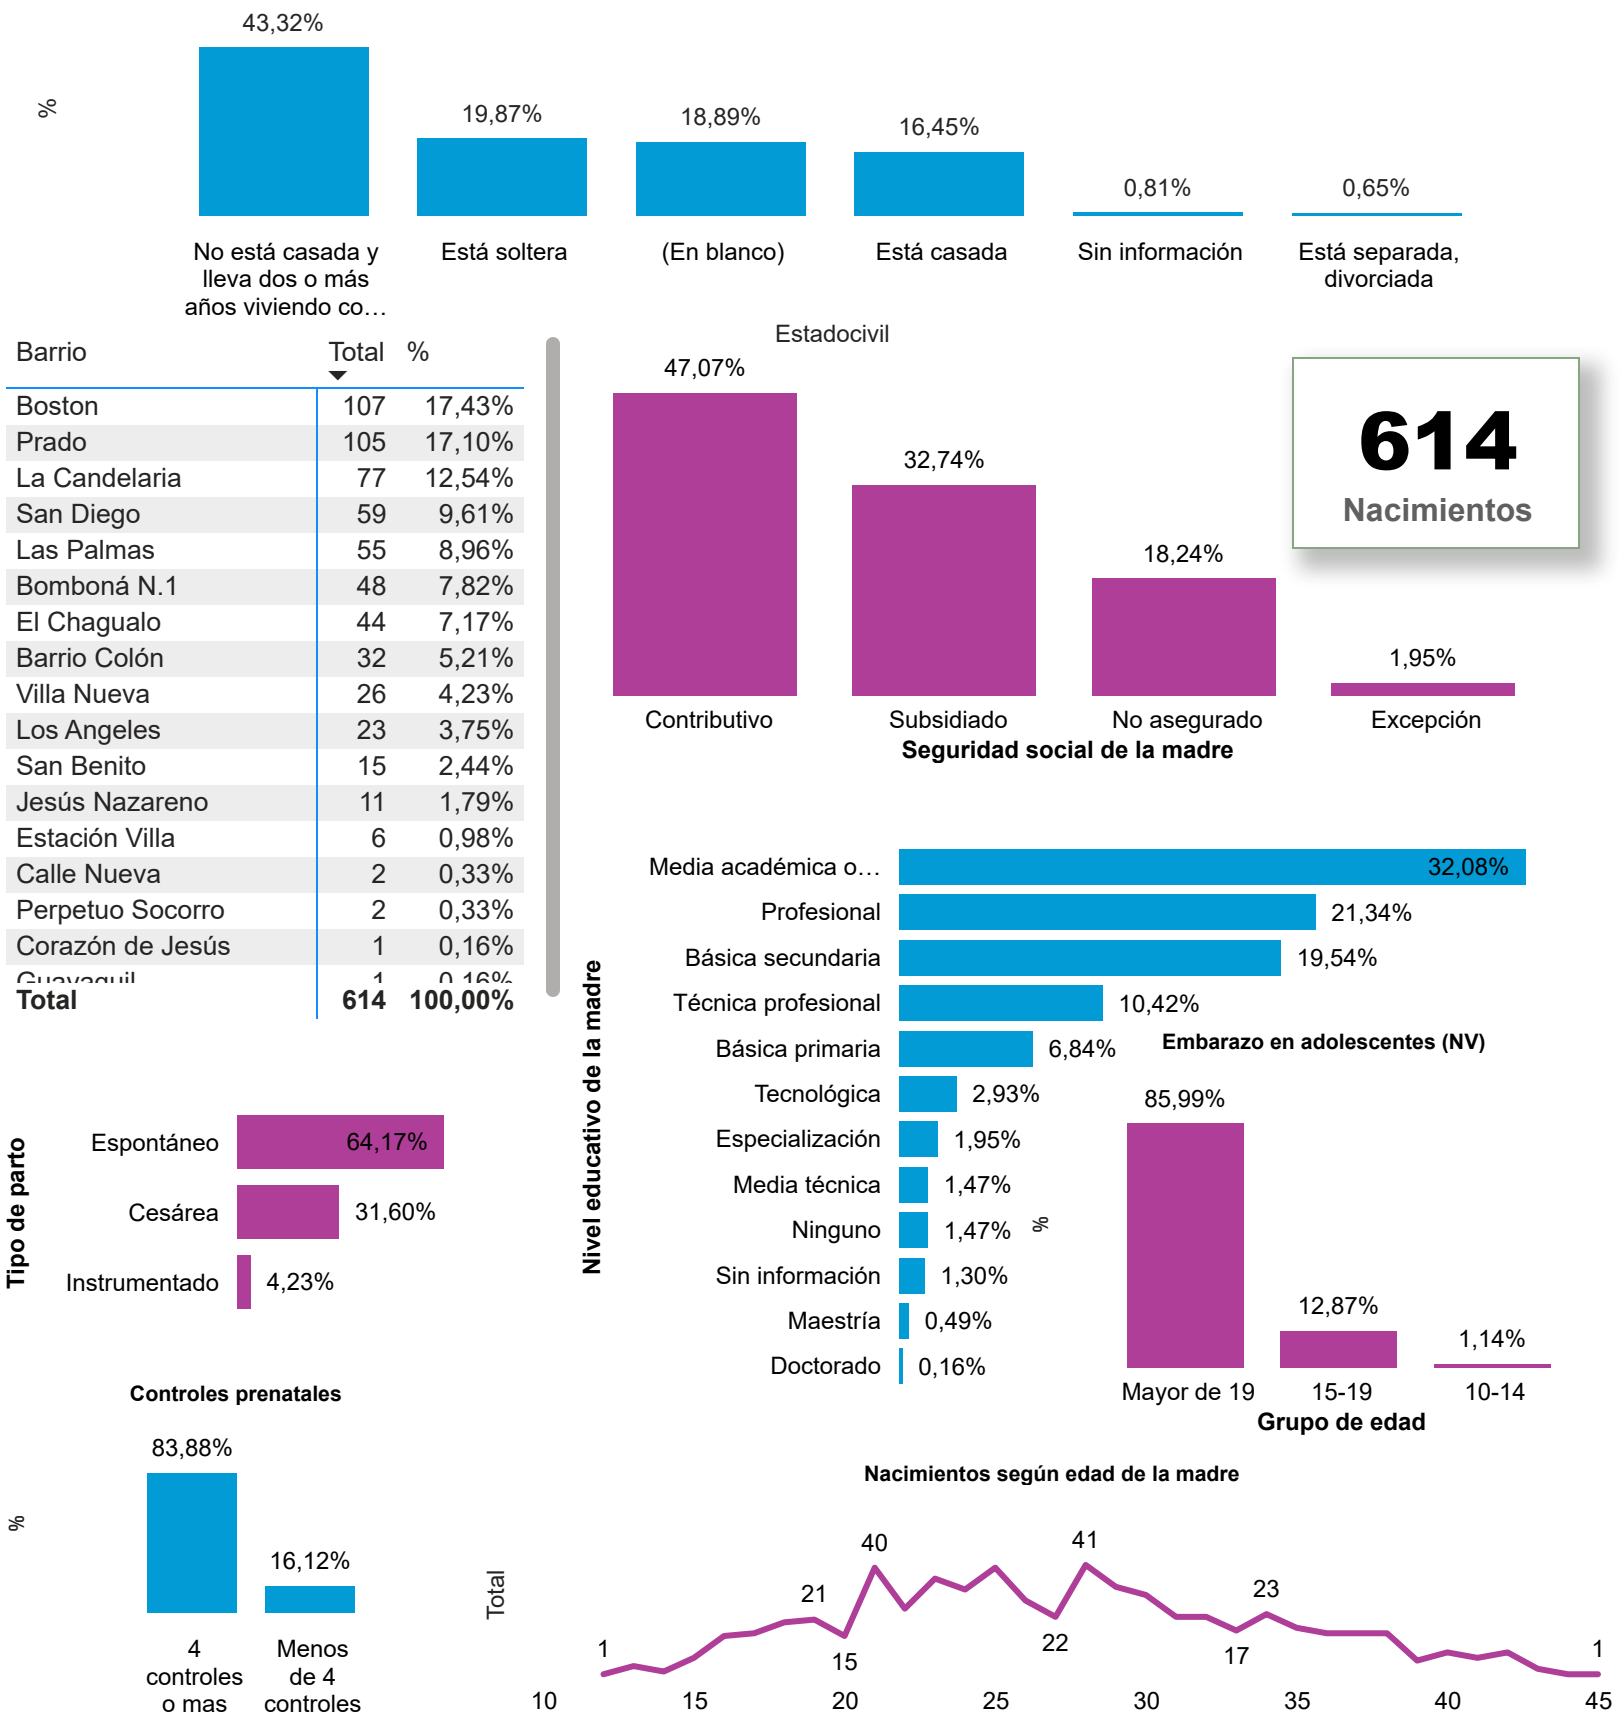 43,32%
19,87%
18,89%
16,45%
0,81%
0,65%
%
No está casada y
lleva dos o más
años viviendo co…
Está soltera
(En blanco)
Está casada
Sin información
Está separada,
divorciada
Estadocivil
Barrio Total %
Boston 107 17,43%
Prado 105 17,10%
La Candelaria 77 12,54%
San Diego 59 9,61%
Las Palmas 55 8,96%
Bomboná N.1 48 7,82%
El Chagualo 44 7,17%
Barrio Colón 32 5,21%
Villa Nueva 26 4,23%
Los Angeles 23 3,75%
San Benito 15 2,44%
Jesús Nazareno 11 1,79%
Estación Villa 6 0,98%
Calle Nueva 2 0,33%
Perpetuo Socorro 2 0,33%
Corazón de Jesús 1 0,16%
Guayaquil 1 0,16%
Total 614 100,00%
47,07%
32,74%
18,24%
1,95%
Contributivo
Subsidiado
No asegurado
Excepción
Seguridad social de la madre
614
Nacimientos
Nivel educativo de la madre
Media académica o… 32,08%
Profesional 21,34%
Básica secundaria 19,54%
Técnica profesional 10,42%
Básica primaria 6,84%
Tecnológica 2,93%
Especialización 1,95%
Media técnica 1,47%
Ninguno 1,47%
Sin información 1,30%
Maestría 0,49%
Doctorado 0,16%
Embarazo en adolescentes (NV)
%
85,99%
12,87%
1,14%
Mayor de 19
15-19
10-14
Grupo de edad
Tipo de parto
Espontáneo 64,17%
Cesárea 31,60%
Instrumentado 4,23%
Controles prenatales
%
83,88%
16,12%
4
controles
o mas
Menos
de 4
controles
Nacimientos según edad de la madre
Total
1
21
15
40
22
41
17
23
1
10 15 20 25 30 35 40 45